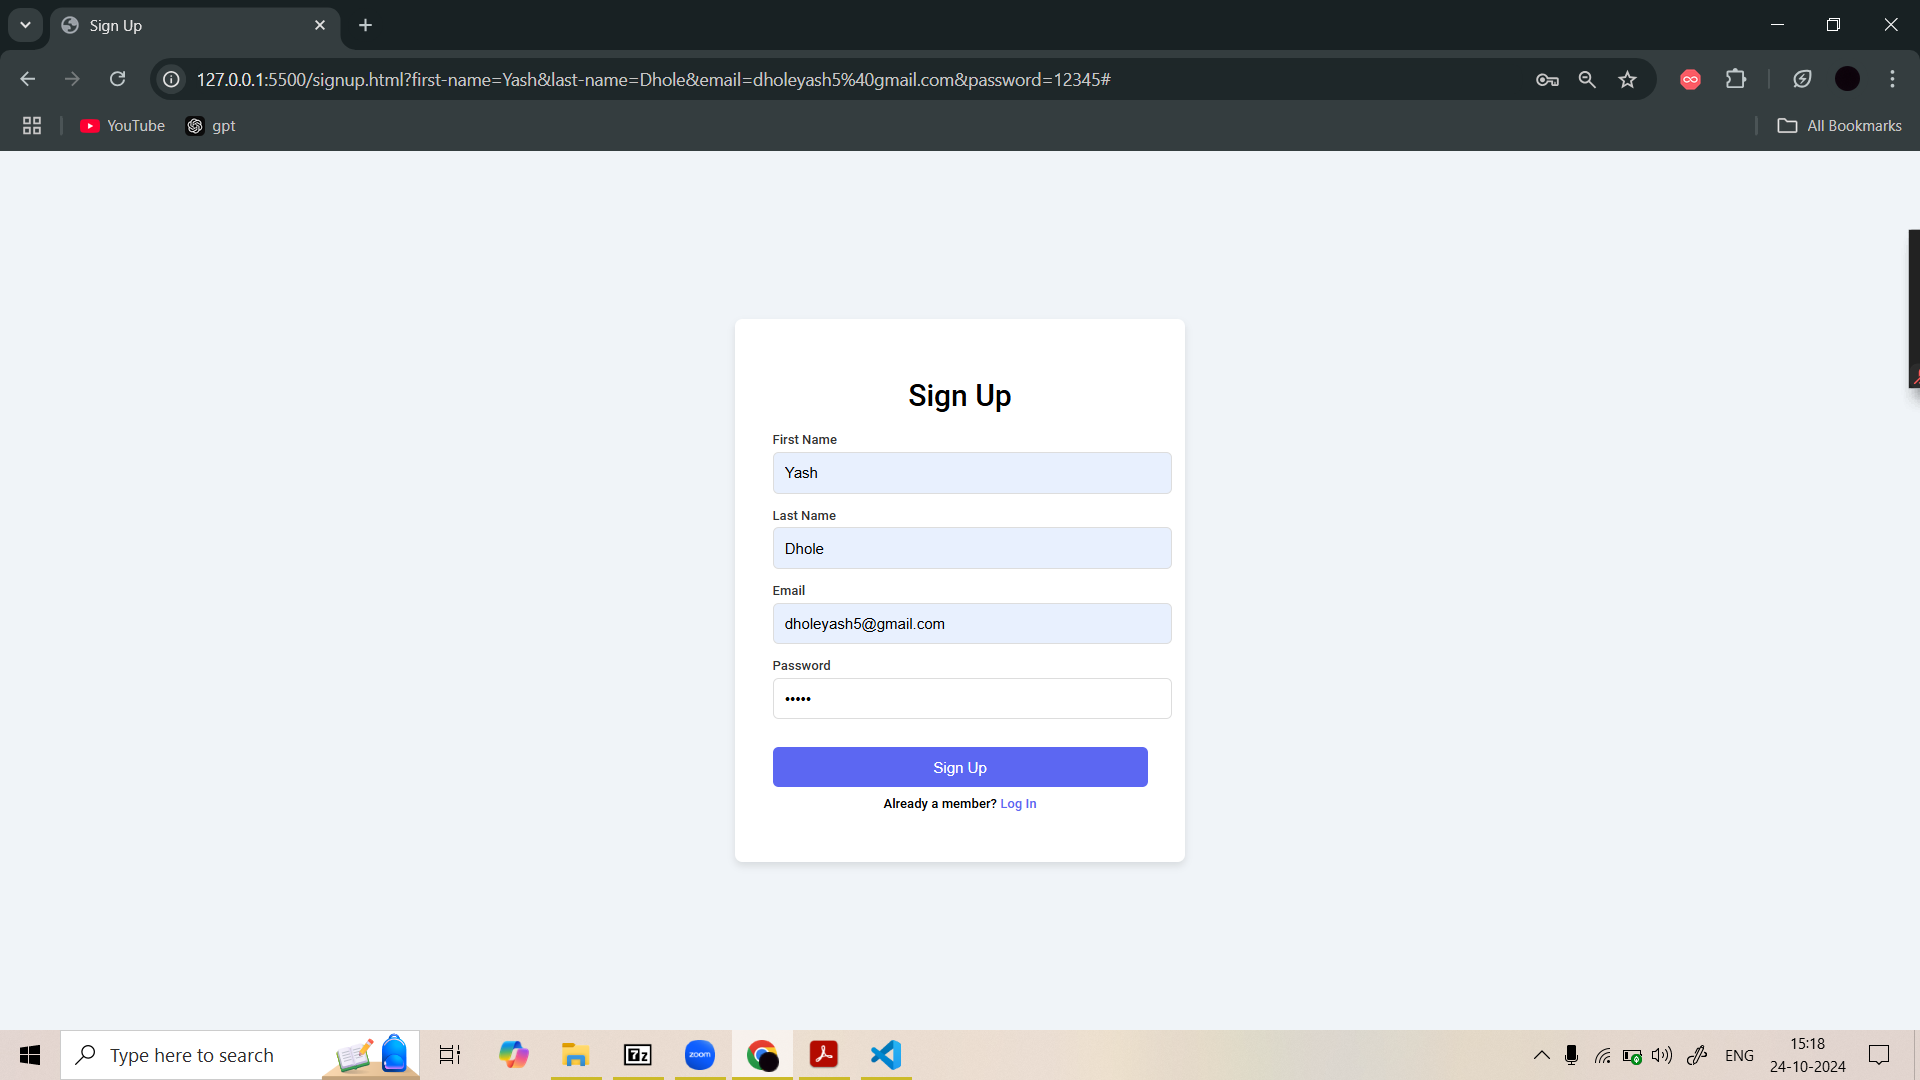 Sign Up
127.0.0.1:5500/signup.html?first-name=Yash&last-name=Dhole&email=dholeyash5%40gmail.com&password=12345#
YouTube
gpt
All Bookmarks
Sign Up
First Name
Yash
Last Name
Dhole
Email
dholeyash5@gmail.com
Password
•••••
Sign Up
Already a member? Log In
Type here to search
7z
zoom
ENG
15:18
24-10-2024